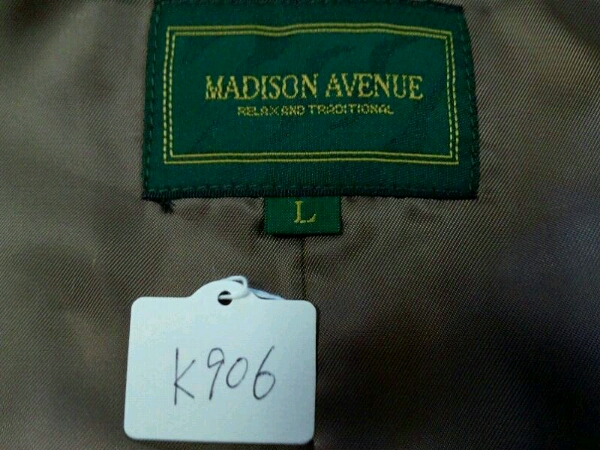 MADISON AVENUE
RELAX AND TRADITIONAL
L
K906